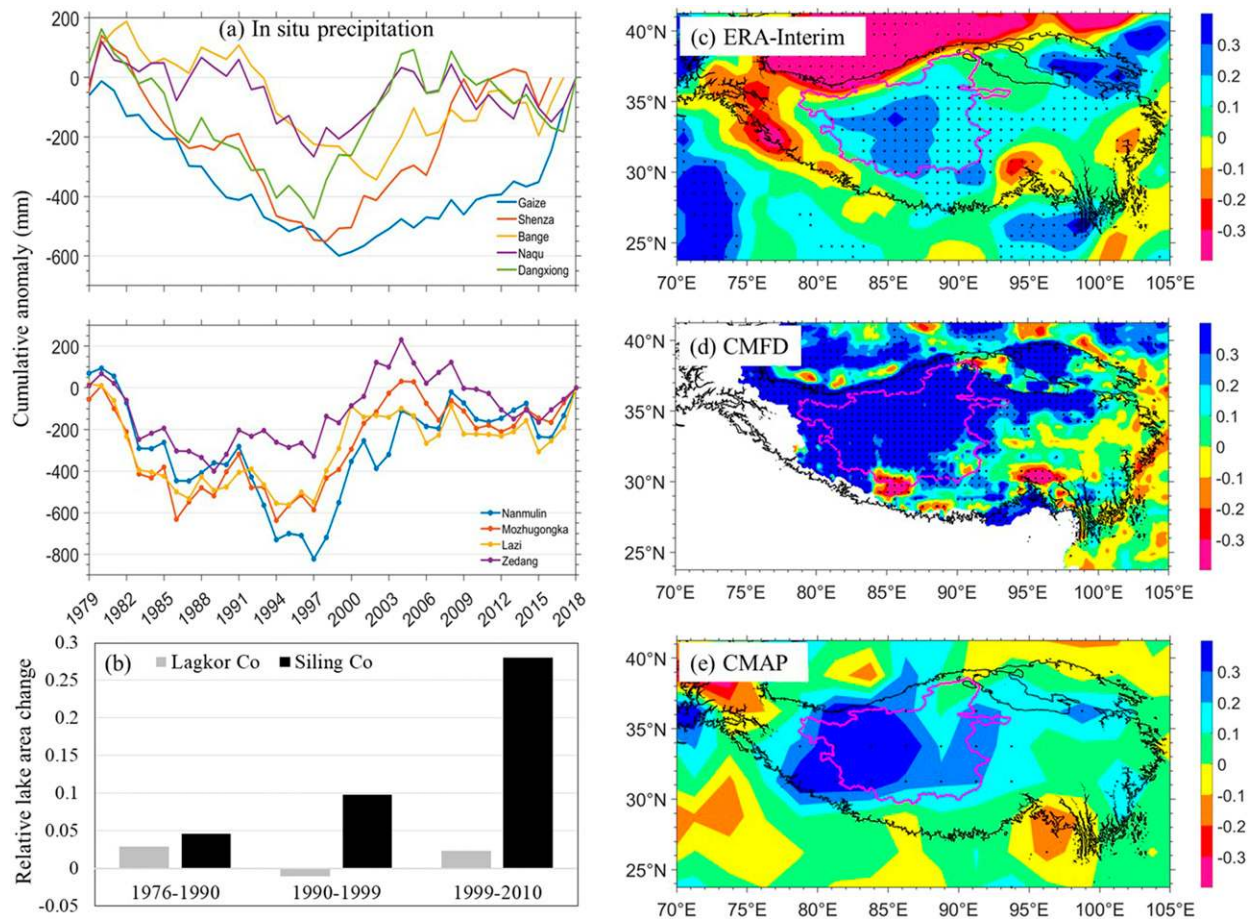 (a) In situ precipitation
200
0
-200
-400
-600
Gaize
Shenza
Bange
Naqu
Dangxiong
Cumulative anomaly (mm)
200
0
-200
-400
-600
-800
Nanmulin
Mozhugongka
Lazi
Zedang
1979 1982 1985 1988 1991 1994 1997 2000 2003 2006 2009 2012 2015 2018
(b) Lagkor Co Siling Co
Relative lake area change
0.3
0.25
0.2
0.15
0.1
0.05
0
-0.05
1976-1990 1990-1999 1999-2010
(c) ERA-Interim
40°N
35°N
30°N
25°N
70°E 75°E 80°E 85°E 90°E 95°E 100°E 105°E
0.3
0.2
0.1
0
-0.1
-0.2
-0.3
(d) CMFD
40°N
35°N
30°N
25°N
70°E 75°E 80°E 85°E 90°E 95°E 100°E 105°E
0.3
0.2
0.1
0
-0.1
-0.2
-0.3
(e) CMAP
40°N
35°N
30°N
25°N
70°E 75°E 80°E 85°E 90°E 95°E 100°E 105°E
0.3
0.2
0.1
0
-0.1
-0.2
-0.3